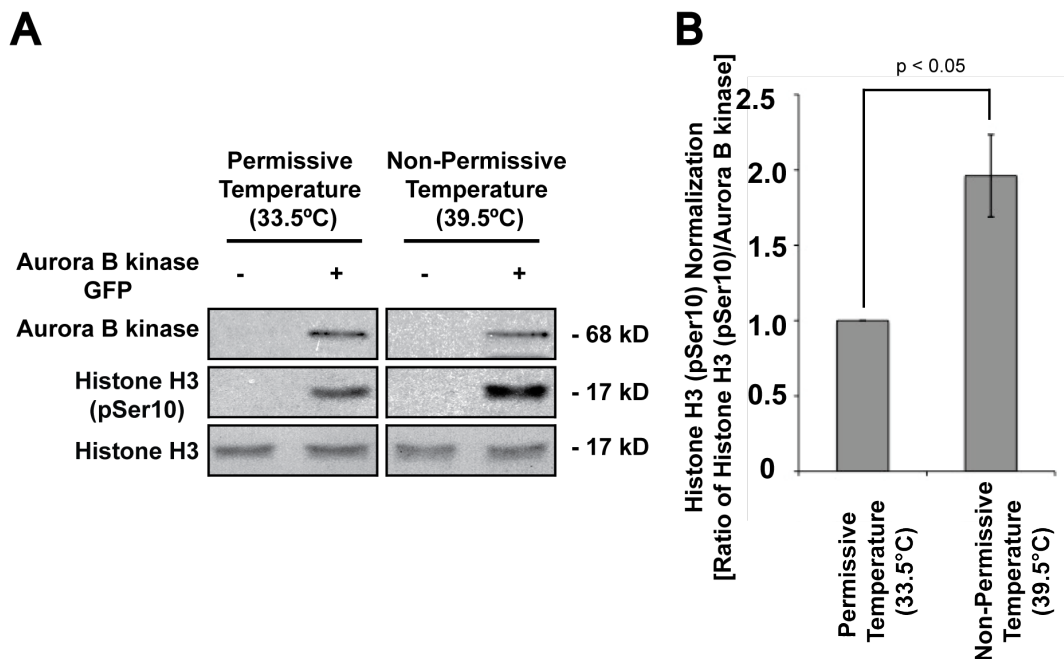 A
Permissive
Temperature
(33.5ºC)
Non-Permissive
Temperature
(39.5ºC)
Aurora B kinase
GFP
- + - +
Aurora B kinase
- 68 kD
Histone H3
(pSer10)
- 17 kD
Histone H3
- 17 kD
B
Histone H3 (pSer10) Normalization
[Ratio of Histone H3 (pSer10)/Aurora B kinase]
p < 0.05
2.5
2.0
1.5
1.0
0.5
0
Permissive
Temperature
(33.5°C)
Non-Permissive
Temperature
(39.5°C)